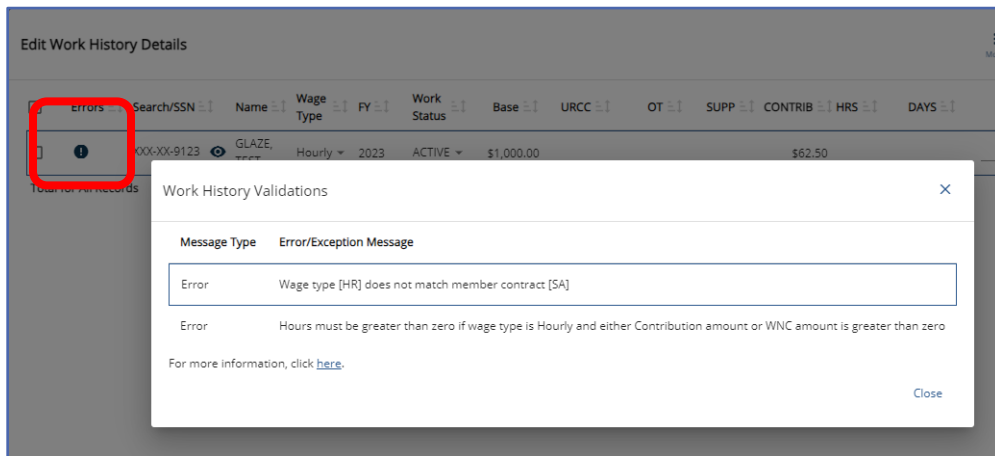 Edit Work History Details
Errors Search/SSN Name Wage Type FY Work Status Base URCC OT SUPP CONTRIB HRS DAYS
XXX-XX-9123 GLAZE, TEST Hourly 2023 ACTIVE $1,000.00 $62.50
Total for All Records
Work History Validations
Message Type Error/Exception Message
Error Wage type [HR] does not match member contract [SA]
Error Hours must be greater than zero if wage type is Hourly and either Contribution amount or WNC amount is greater than zero
For more information, click here.
Close